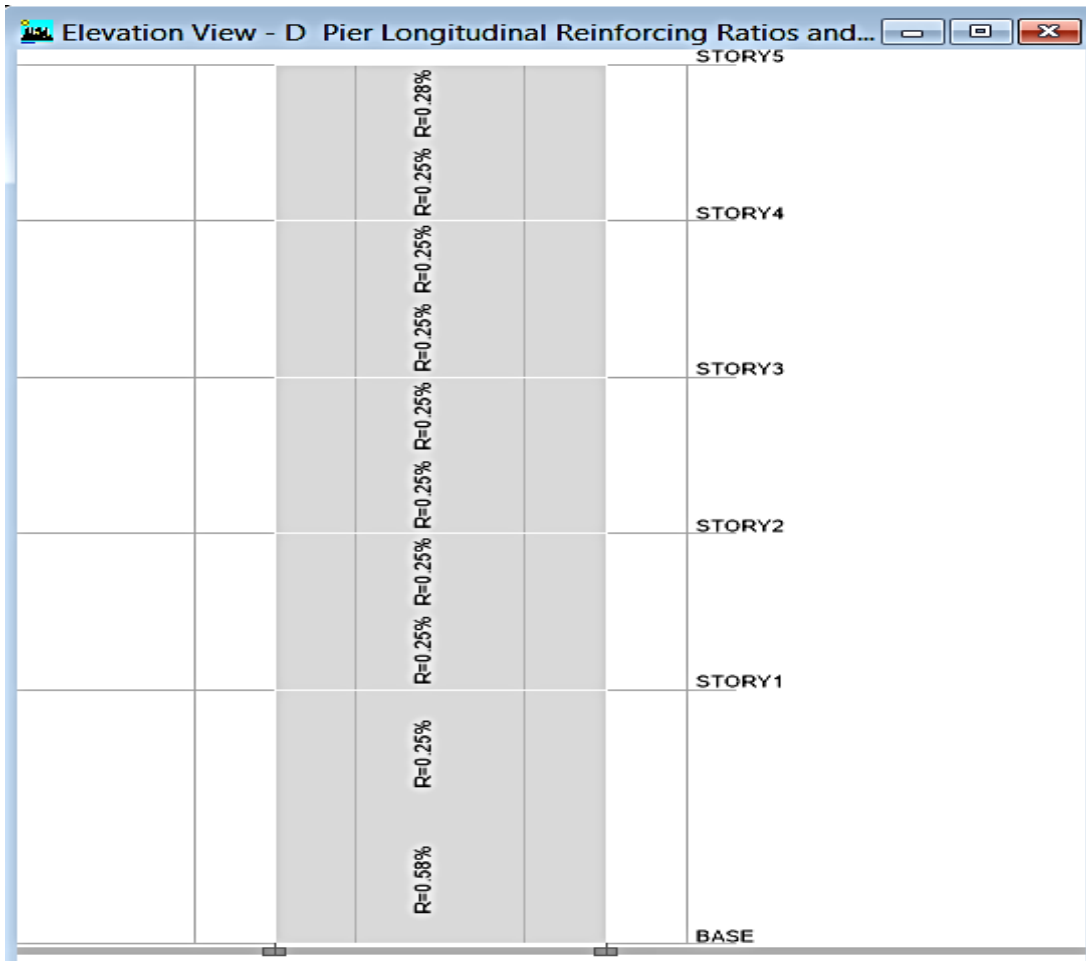 Elevation View - D Pier Longitudinal Reinforcing Ratios and...
STORY5
R=0.28%
R=0.25%
STORY4
R=0.25%
R=0.25%
STORY3
R=0.25%
R=0.25%
STORY2
R=0.25%
R=0.25%
STORY1
R=0.25%
R=0.58%
BASE